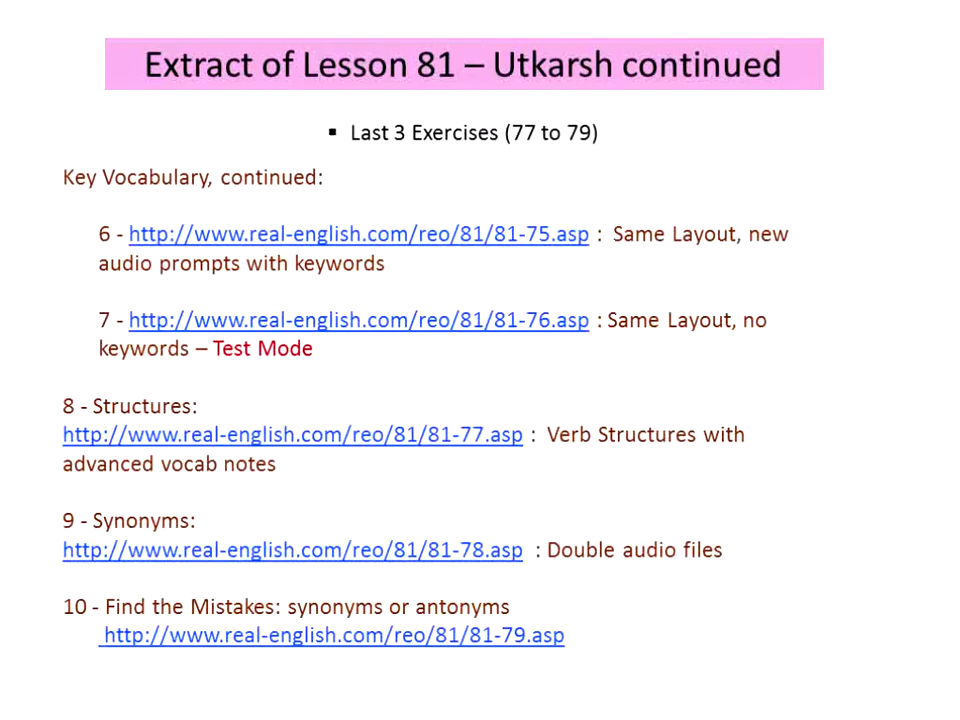 Extract of Lesson 81 – Utkarsh continued
▪ Last 3 Exercises (77 to 79)
Key Vocabulary, continued:
6 - http://www.real-english.com/reo/81/81-75.asp : Same Layout, new
audio prompts with keywords
7 - http://www.real-english.com/reo/81/81-76.asp : Same Layout, no
keywords – Test Mode
8 - Structures:
http://www.real-english.com/reo/81/81-77.asp : Verb Structures with
advanced vocab notes
9 - Synonyms:
http://www.real-english.com/reo/81/81-78.asp : Double audio files
10 - Find the Mistakes: synonyms or antonyms
http://www.real-english.com/reo/81/81-79.asp